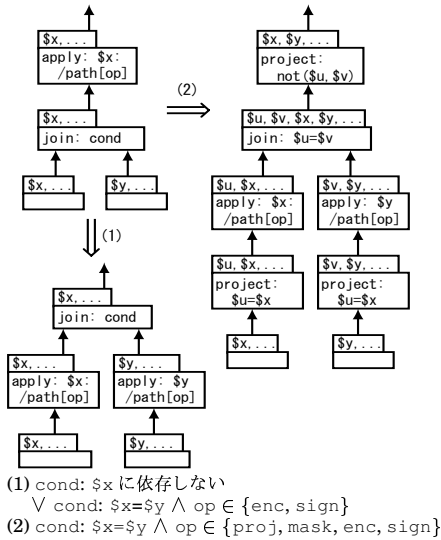 $x,...
apply: $x:
/path[op]
$x,...
join: cond
$x,...
$y,...
(1)
(2)
$x,$y,...
project:
not($u,$v)
$u,$v,$x,$y,...
join: $u=$v
$u,$x,...
apply: $x:
/path[op]
$v,$y,...
apply: $y
/path[op]
$u,$x,...
project:
$u=$x
$v,$y,...
project:
$u=$x
$x,...
$y,...
$x,...
join: cond
$x,...
apply: $x:
/path[op]
$y,...
apply: $y
/path[op]
$x,...
$y,...
(1) cond: $x に依存しない
∨ cond: $x=$y ∧ op ∈ {enc, sign}
(2) cond: $x=$y ∧ op ∈ {proj, mask, enc, sign}